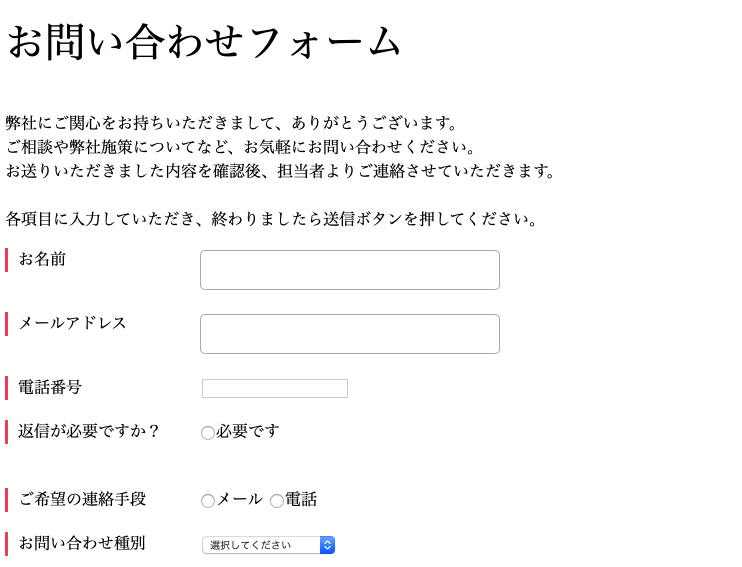 お問い合わせフォーム
弊社にご関心をお持ちいただきまして、ありがとうございます。
ご相談や弊社施策についてなど、お気軽にお問い合わせください。
お送りいただきました内容を確認後、担当者よりご連絡させていただきます。
各項目に入力していただき、終わりましたら送信ボタンを押してください。
お名前
メールアドレス
電話番号
返信が必要ですか？ 必要です
ご希望の連絡手段 メール 電話
お問い合わせ種別 選択してください